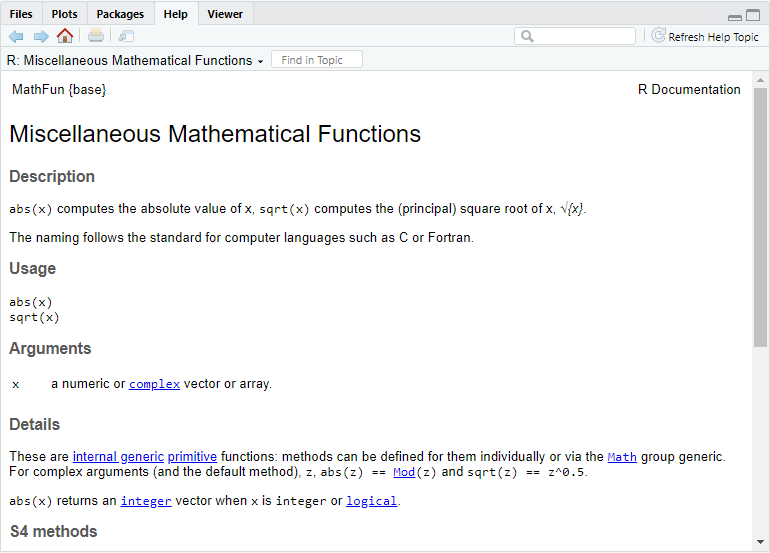 Files Plots Packages Help Viewer
Refresh Help Topic
R: Miscellaneous Mathematical Functions Find in Topic
MathFun {base} R Documentation
Miscellaneous Mathematical Functions
Description
abs(x) computes the absolute value of x, sqrt(x) computes the (principal) square root of x, √{x}.
The naming follows the standard for computer languages such as C or Fortran.
Usage
abs(x)
sqrt(x)
Arguments
x a numeric or complex vector or array.
Details
These are internal generic primitive functions: methods can be defined for them individually or via the Math group generic.
For complex arguments (and the default method), z, abs(z) == Mod(z) and sqrt(z) == z^0.5.
abs(x) returns an integer vector when x is integer or logical.
S4 methods